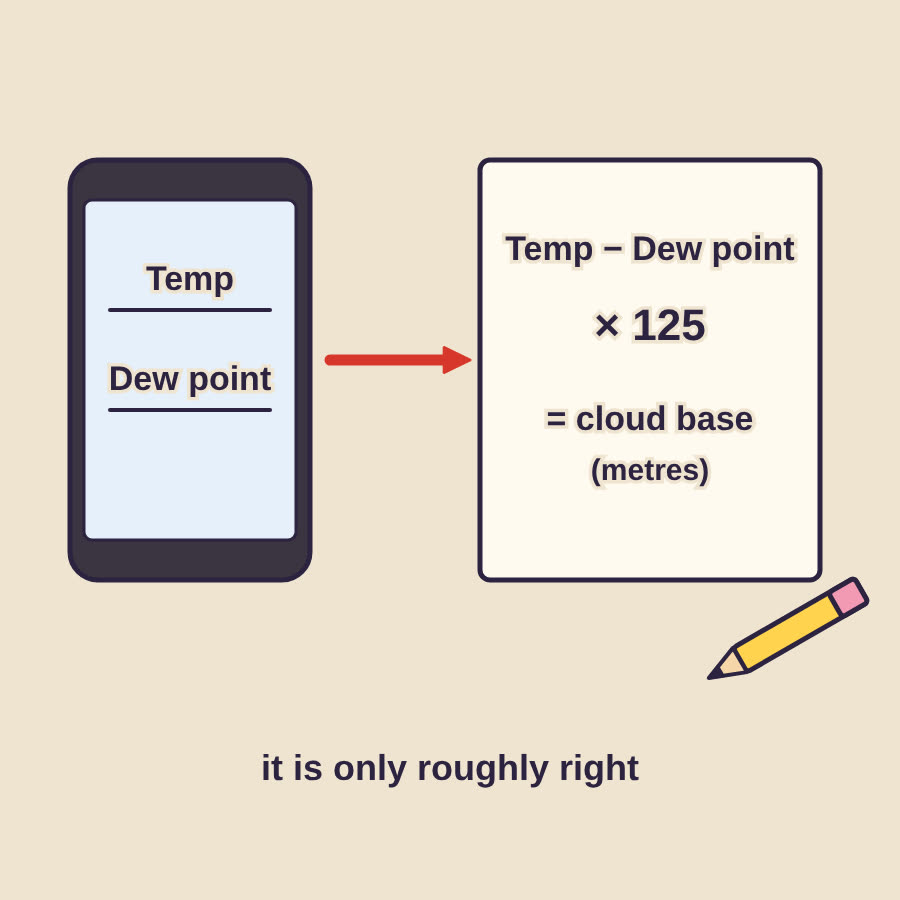 Temp
Dew point
Temp − Dew point
× 125
= cloud base
(metres)
it is only roughly right